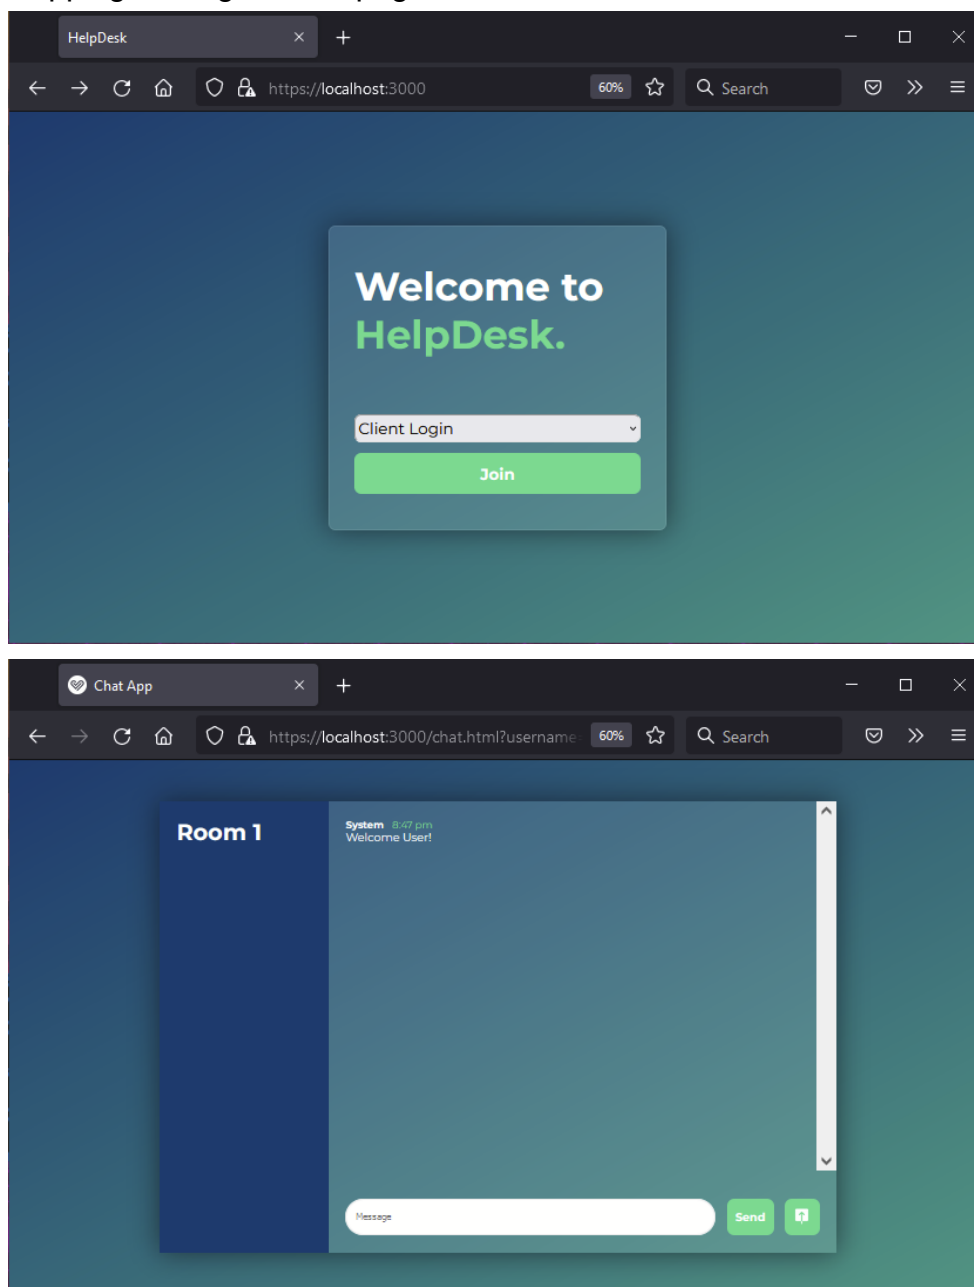 HelpDesk
https://localhost:3000
60%
Search
Welcome to
HelpDesk.
Client Login
Join
Chat App
https://localhost:3000/chat.html?username
60%
Search
Room 1
System 8:47 pm
Welcome User!
Message
Send